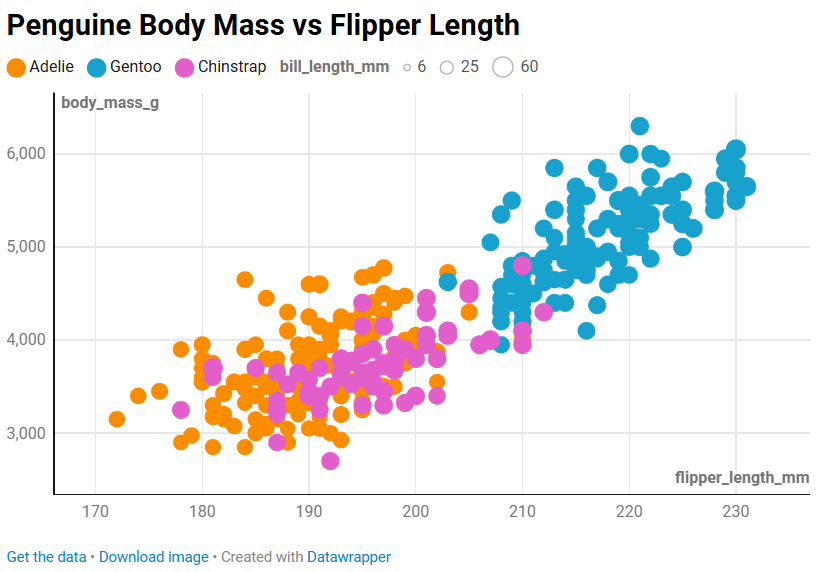 Penguine Body Mass vs Flipper Length
Adelie Gentoo Chinstrap bill_length_mm 6 25 60
body_mass_g
6,000
5,000
4,000
3,000
flipper_length_mm
170 180 190 200 210 220 230
Get the data • Download image • Created with Datawrapper